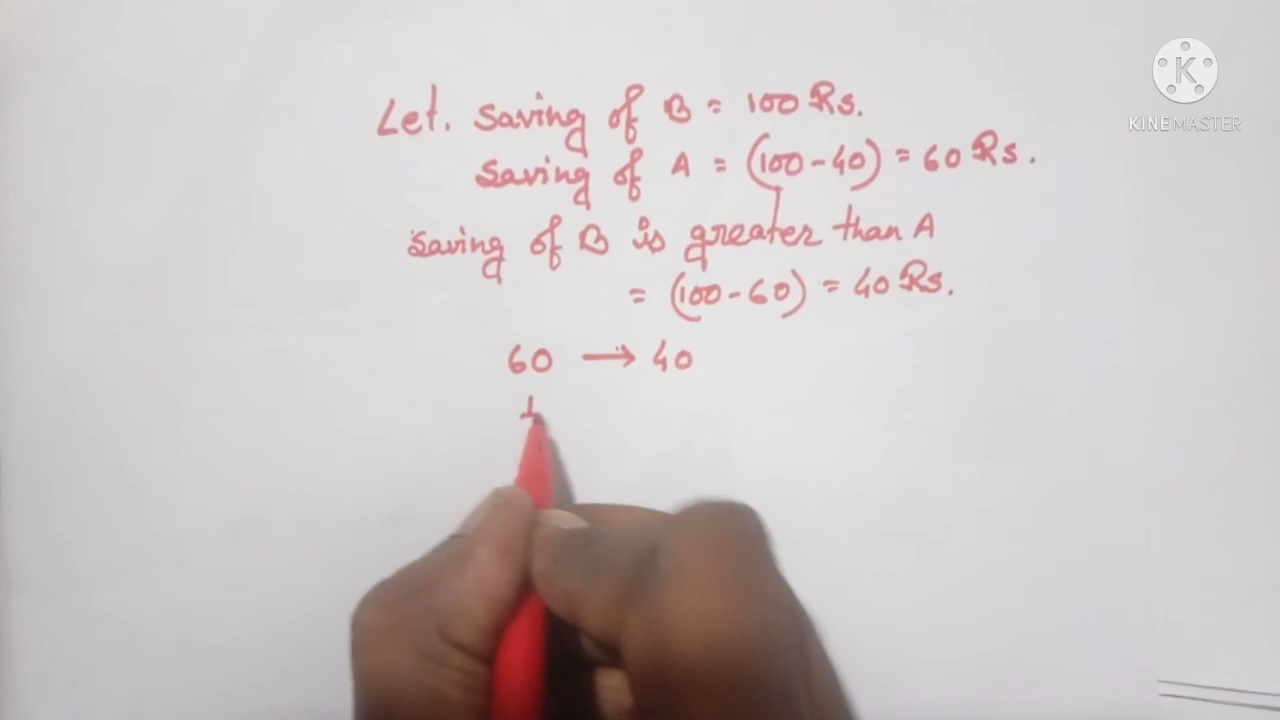 Let. Saving of B = 100 Rs.
Saving of A = (100 - 40) = 60 Rs.
Saving of B is greater than A
= (100 - 60) = 40 Rs.
60 → 40
1
K
KINEMASTER